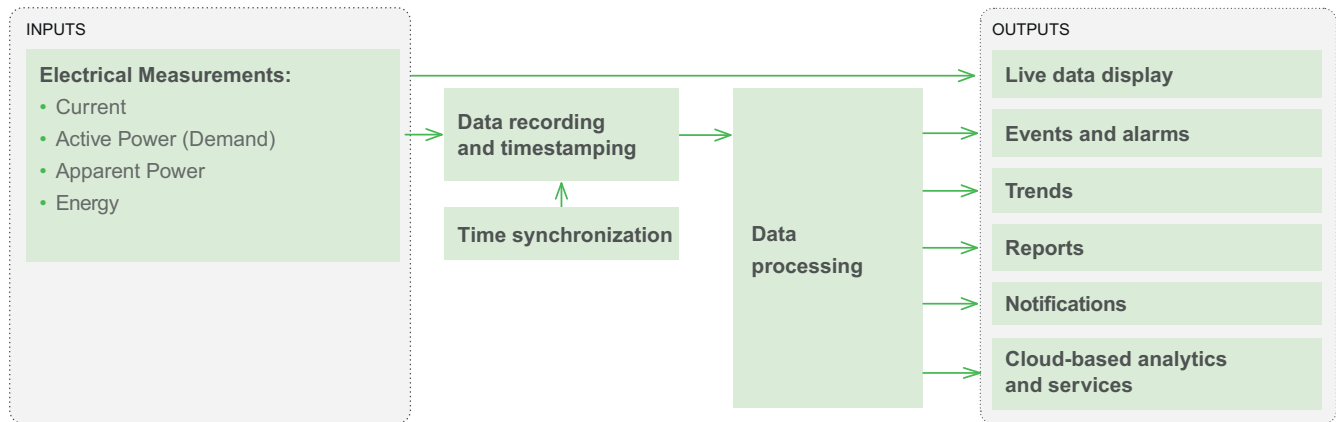 INPUTS
Electrical Measurements:
• Current
• Active Power (Demand)
• Apparent Power
• Energy
Data recording
and timestamping
Time synchronization
Data
processing
OUTPUTS
Live data display
Events and alarms
Trends
Reports
Notifications
Cloud-based analytics
and services